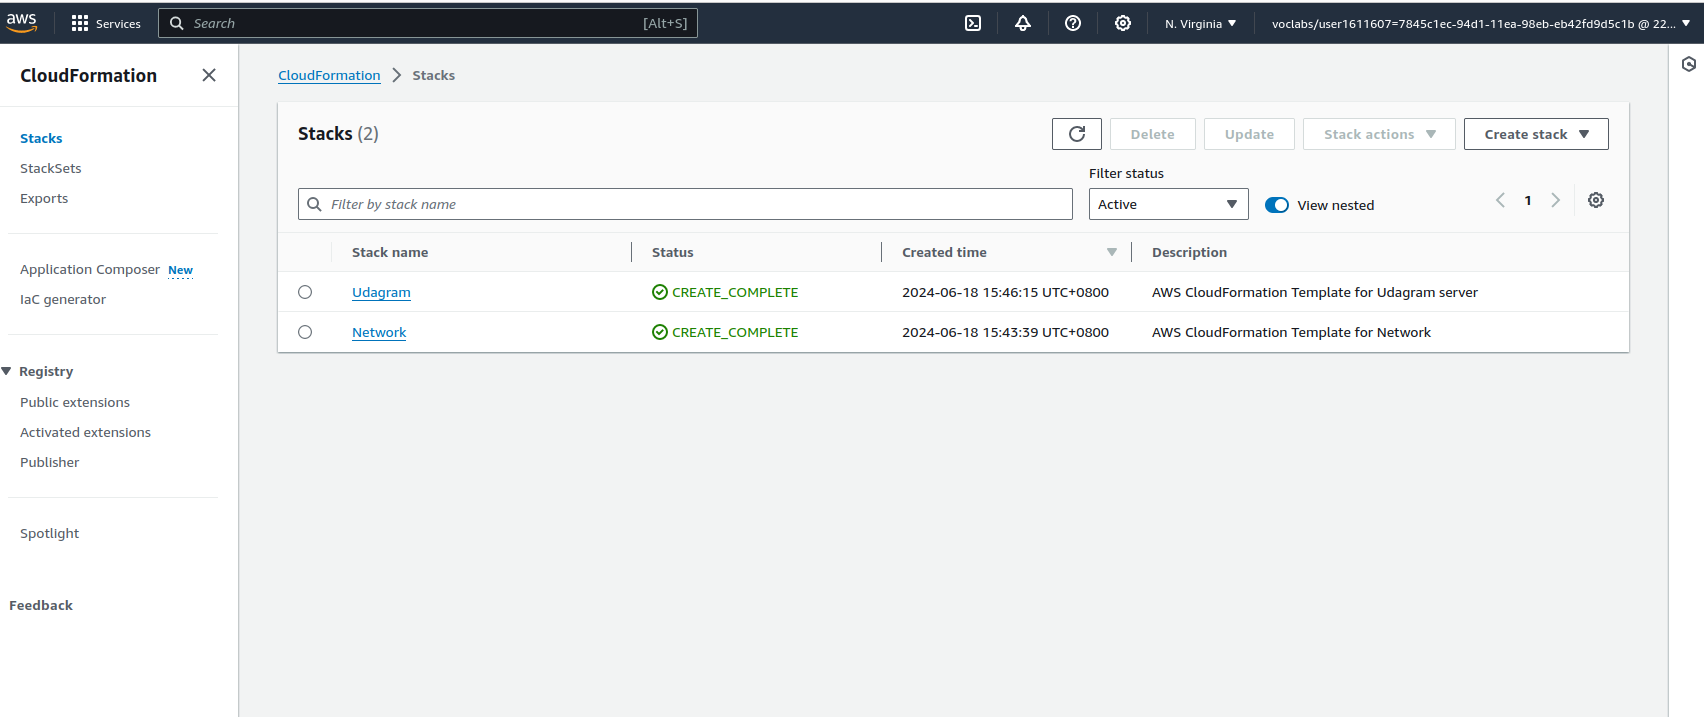 aws Services Search [Alt+S] N. Virginia voclabs/user1611607=7845c1ec-94d1-11ea-98eb-eb42fd9d5c1b @ 22...
CloudFormation
Stacks
StackSets
Exports
Application Composer New
IaC generator
Registry
Public extensions
Activated extensions
Publisher
Spotlight
Feedback
CloudFormation > Stacks
Stacks (2) Delete Update Stack actions Create stack
Filter status
Filter by stack name Active View nested 1
Stack name Status Created time Description
Udagram CREATE_COMPLETE 2024-06-18 15:46:15 UTC+0800 AWS CloudFormation Template for Udagram server
Network CREATE_COMPLETE 2024-06-18 15:43:39 UTC+0800 AWS CloudFormation Template for Network